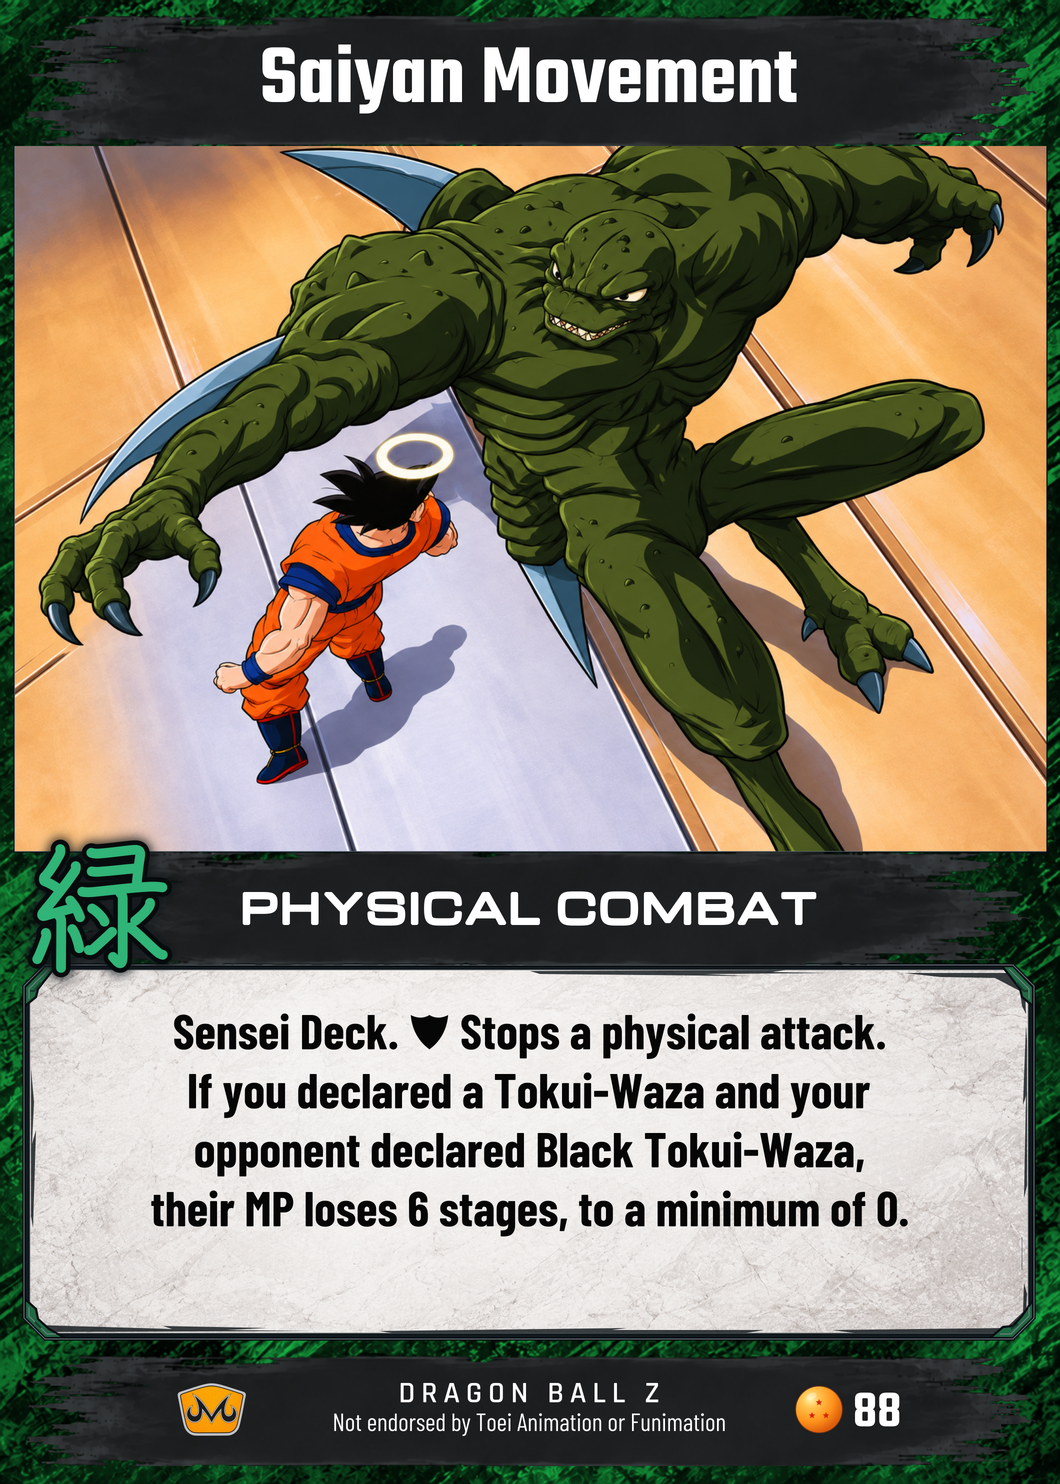 Saiyan Movement
緑
PHYSICAL COMBAT
Sensei Deck. Stops a physical attack.
If you declared a Tokui-Waza and your
opponent declared Black Tokui-Waza,
their MP loses 6 stages, to a minimum of 0.
DRAGON BALL Z
Not endorsed by Toei Animation or Funimation
88